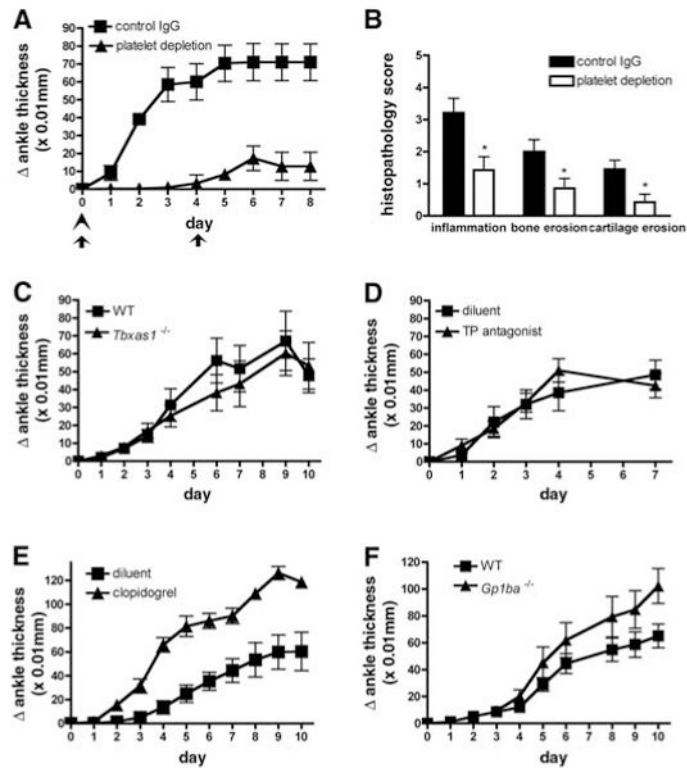 A
control IgG
platelet depletion
Δ ankle thickness
(x 0.01mm)
90
80
70
60
50
40
30
20
10
0
0 1 2 3 4 5 6 7 8
day
B
control IgG
platelet depletion
histopathology score
5
4
3
2
1
0
* * *
inflammation bone erosion cartilage erosion
C
WT
Tbxas1 -/-
Δ ankle thickness
(x 0.01mm)
90
80
70
60
50
40
30
20
10
0
0 1 2 3 4 5 6 7 8 9 10
day
D
diluent
TP antagonist
Δ ankle thickness
(x 0.01mm)
90
80
70
60
50
40
30
20
10
0
0 1 2 3 4 5 6 7
day
E
diluent
clopidogrel
Δ ankle thickness
(x 0.01mm)
120
100
80
60
40
20
0
0 1 2 3 4 5 6 7 8 9 10
day
F
WT
Gp1ba -/-
Δ ankle thickness
(x 0.01mm)
120
100
80
60
40
20
0
0 1 2 3 4 5 6 7 8 9 10
day